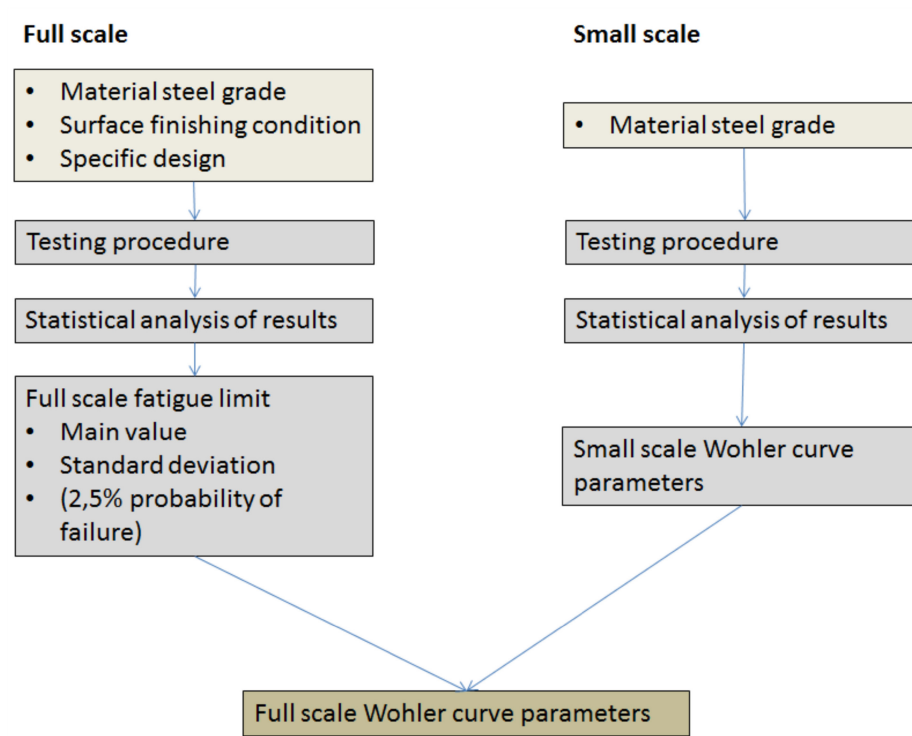 Full scale
• Material steel grade
• Surface finishing condition
• Specific design
Testing procedure
Statistical analysis of results
Full scale fatigue limit
• Main value
• Standard deviation
• (2,5% probability of
failure)
Small scale
• Material steel grade
Testing procedure
Statistical analysis of results
Small scale Wohler curve
parameters
Full scale Wohler curve parameters